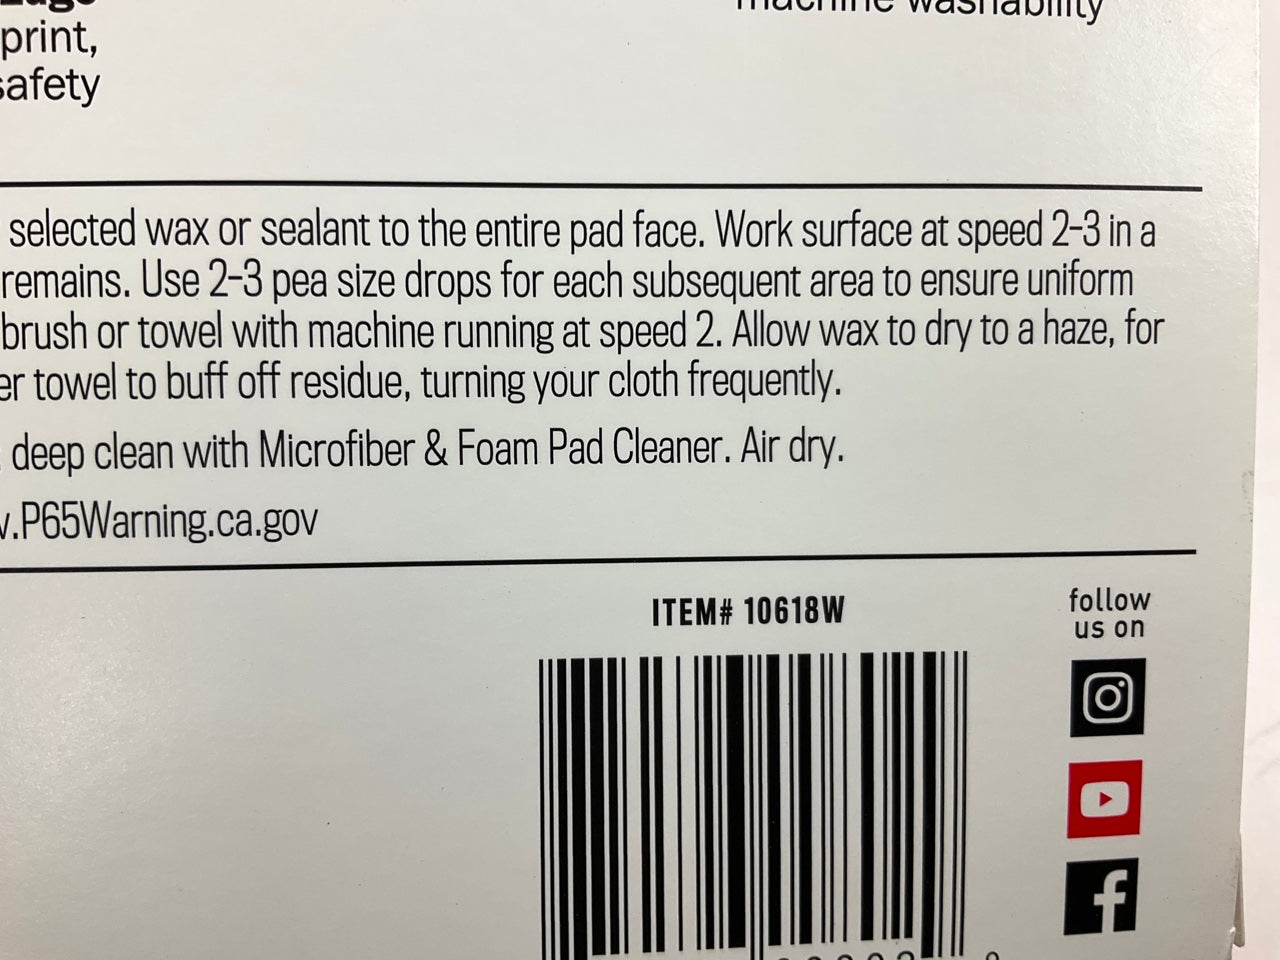 print,
safety
machine washability
selected wax or sealant to the entire pad face. Work surface at speed 2-3 in a
remains. Use 2-3 pea size drops for each subsequent area to ensure uniform
brush or towel with machine running at speed 2. Allow wax to dry to a haze, for
er towel to buff off residue, turning your cloth frequently.
deep clean with Microfiber & Foam Pad Cleaner. Air dry.
.P65Warning.ca.gov
ITEM# 10618W
follow
us on